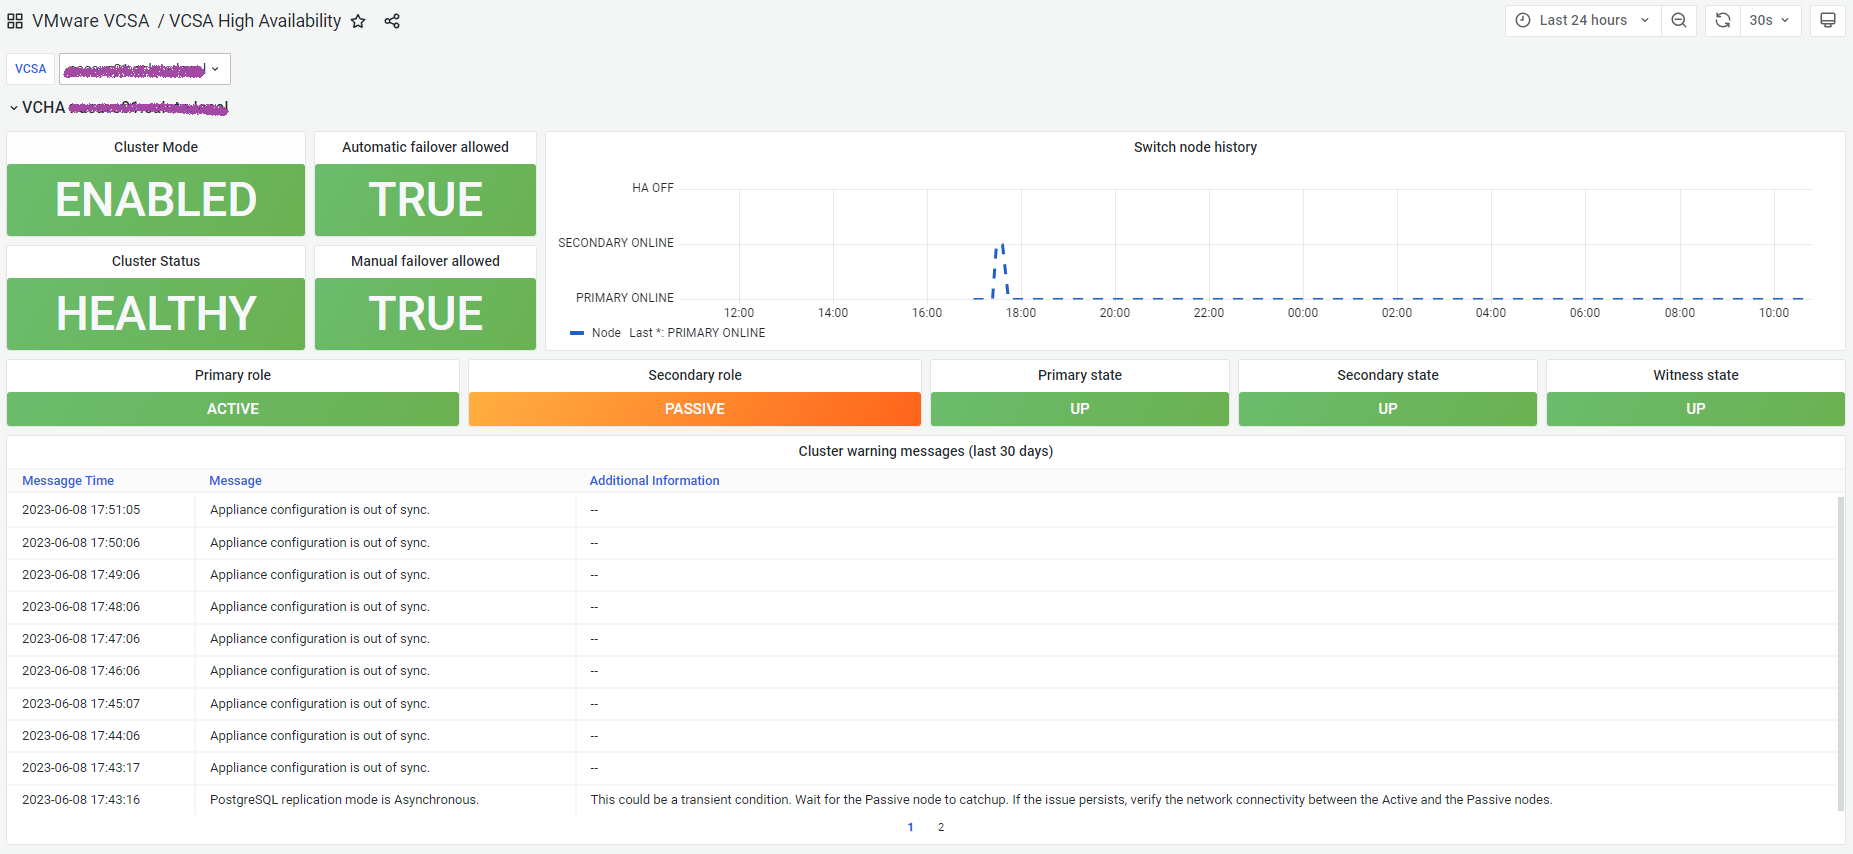 VMware VCSA / VCSA High Availability
Last 24 hours
30s
VCSA
VCHA
Cluster Mode
ENABLED
Automatic failover allowed
TRUE
Cluster Status
HEALTHY
Manual failover allowed
TRUE
Switch node history
HA OFF
SECONDARY ONLINE
PRIMARY ONLINE
12:00 14:00 16:00 18:00 20:00 22:00 00:00 02:00 04:00 06:00 08:00 10:00
Node Last *: PRIMARY ONLINE
Primary role
ACTIVE
Secondary role
PASSIVE
Primary state
UP
Secondary state
UP
Witness state
UP
Cluster warning messages (last 30 days)
Messagge Time Message Additional Information
2023-06-08 17:51:05 Appliance configuration is out of sync. --
2023-06-08 17:50:06 Appliance configuration is out of sync. --
2023-06-08 17:49:06 Appliance configuration is out of sync. --
2023-06-08 17:48:06 Appliance configuration is out of sync. --
2023-06-08 17:47:06 Appliance configuration is out of sync. --
2023-06-08 17:46:06 Appliance configuration is out of sync. --
2023-06-08 17:45:07 Appliance configuration is out of sync. --
2023-06-08 17:44:06 Appliance configuration is out of sync. --
2023-06-08 17:43:17 Appliance configuration is out of sync. --
2023-06-08 17:43:16 PostgreSQL replication mode is Asynchronous. This could be a transient condition. Wait for the Passive node to catchup. If the issue persists, verify the network connectivity between the Active and the Passive nodes.
1 2